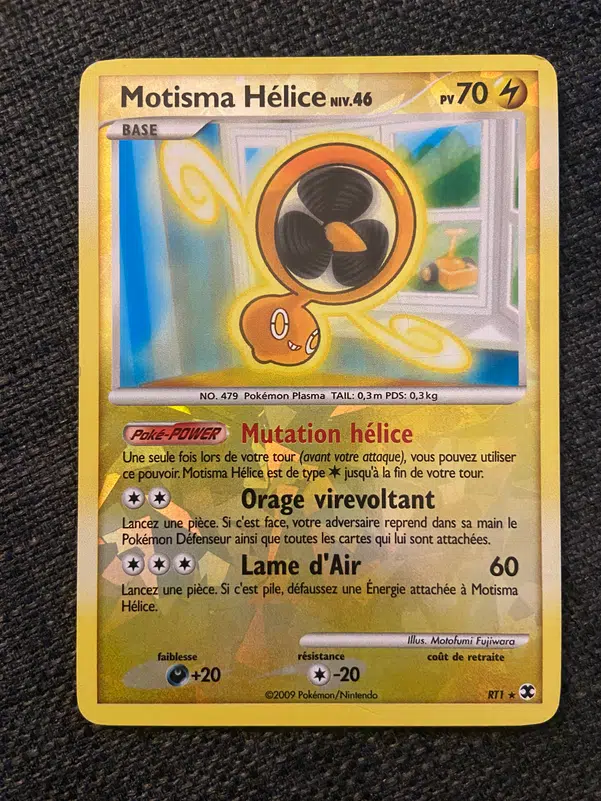 Motisma Hélice NIV.46 PV 70
BASE
NO. 479 Pokémon Plasma TAIL: 0,3m PDS: 0,3kg
Poké-POWER Mutation hélice
Une seule fois lors de votre tour (avant votre attaque), vous pouvez utiliser
ce pouvoir. Motisma Hélice est de type jusqu'à la fin de votre tour.
Orage virevoltant
Lancez une pièce. Si c'est face, votre adversaire reprend dans sa main le
Pokémon Défenseur ainsi que toutes les cartes qui lui sont attachées.
Lame d'Air 60
Lancez une pièce. Si c'est pile, défaussez une Énergie attachée à Motisma
Hélice.
Illus. Motofumi Fujiwara
faiblesse résistance coût de retraite
+20 -20
©2009 Pokémon/Nintendo RT1 ★